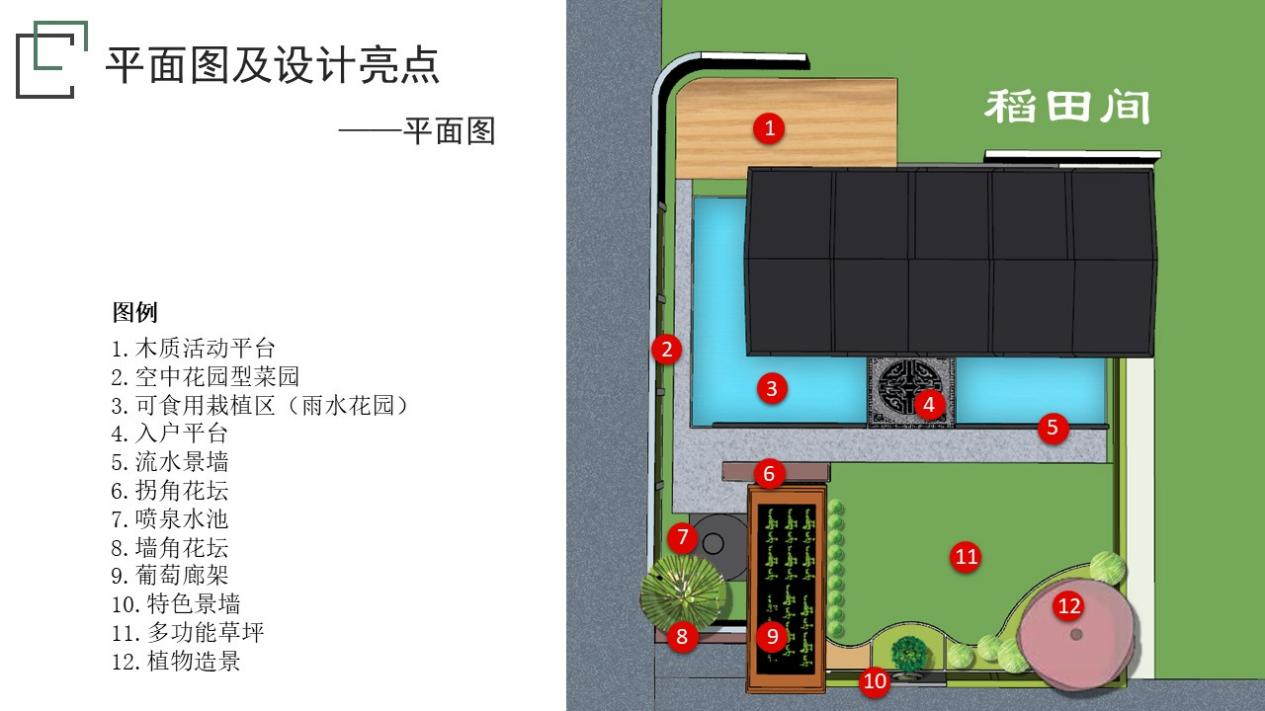 平面图及设计亮点
——平面图
图例
1. 木质活动平台
2. 空中花园型菜园
3. 可食用栽植区（雨水花园）
4. 入户平台
5. 流水景墙
6. 拐角花坛
7. 喷泉水池
8. 墙角花坛
9. 葡萄廊架
10. 特色景墙
11. 多功能草坪
12. 植物造景
稻田间
1
2
3
4
5
6
7
8
9
10
11
12